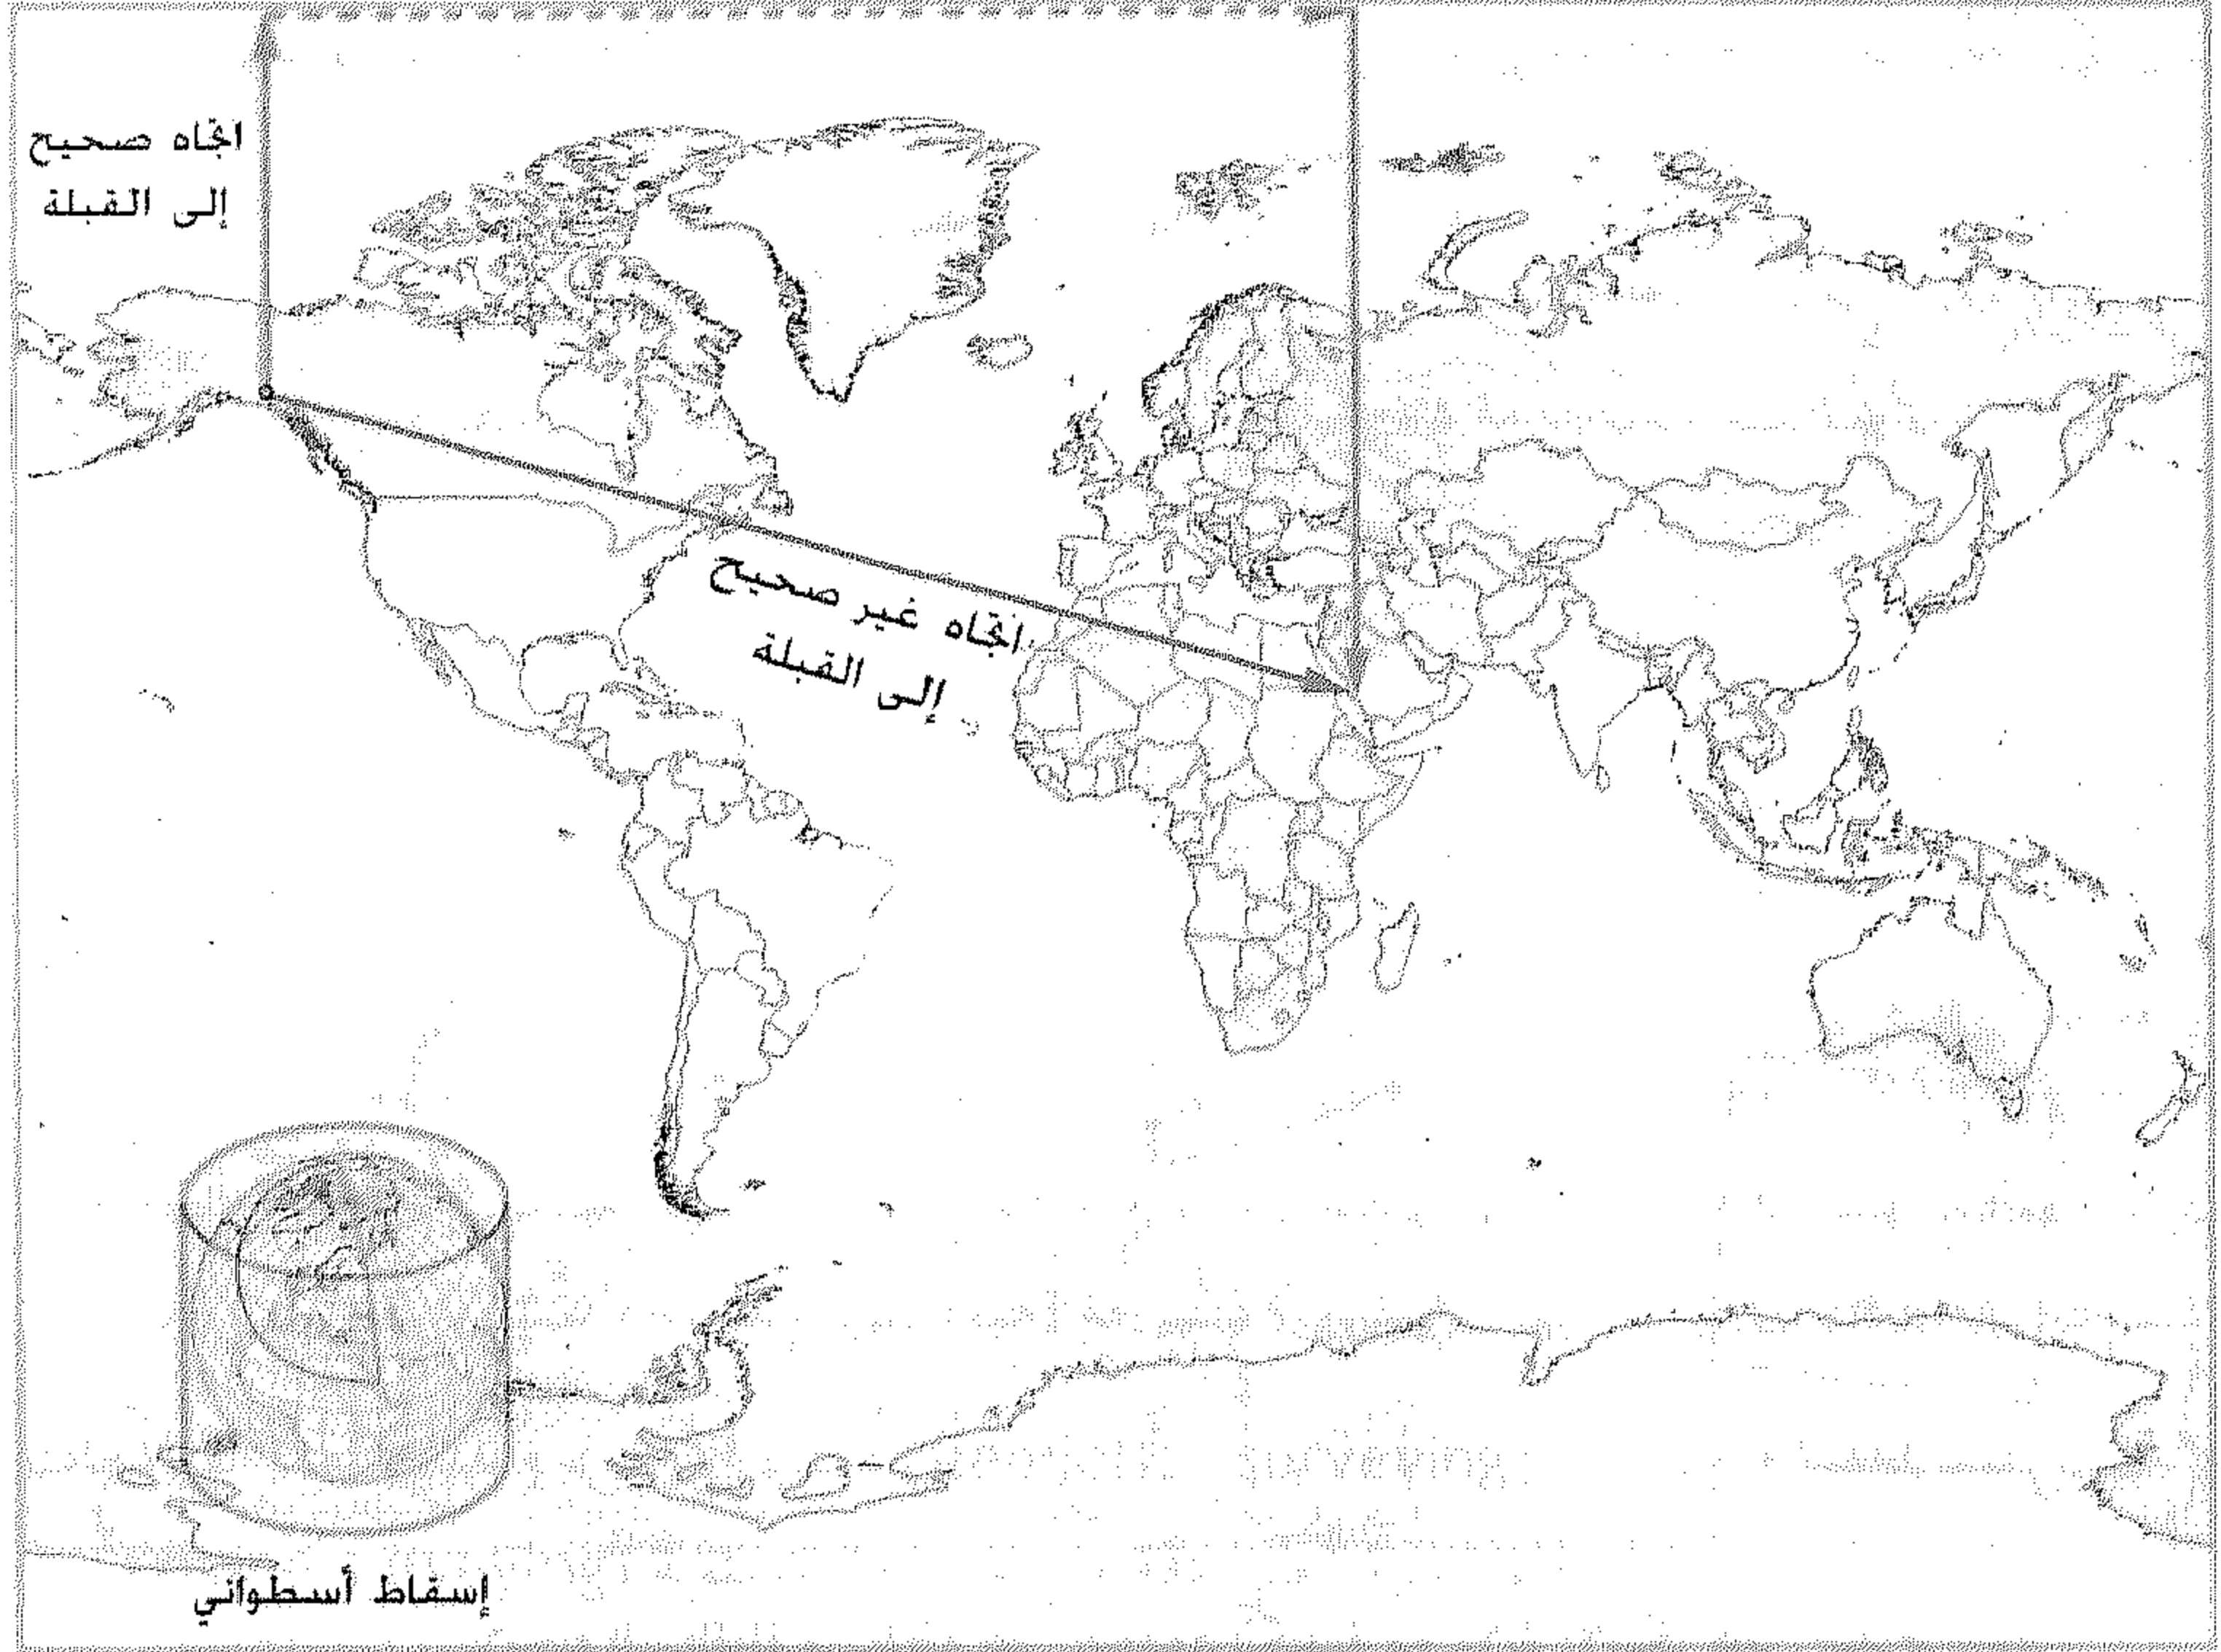 اتجاه صحيح
إلى القبلة
اتجاه غير صحيح
إلى القبلة
إسقاط أسطواني